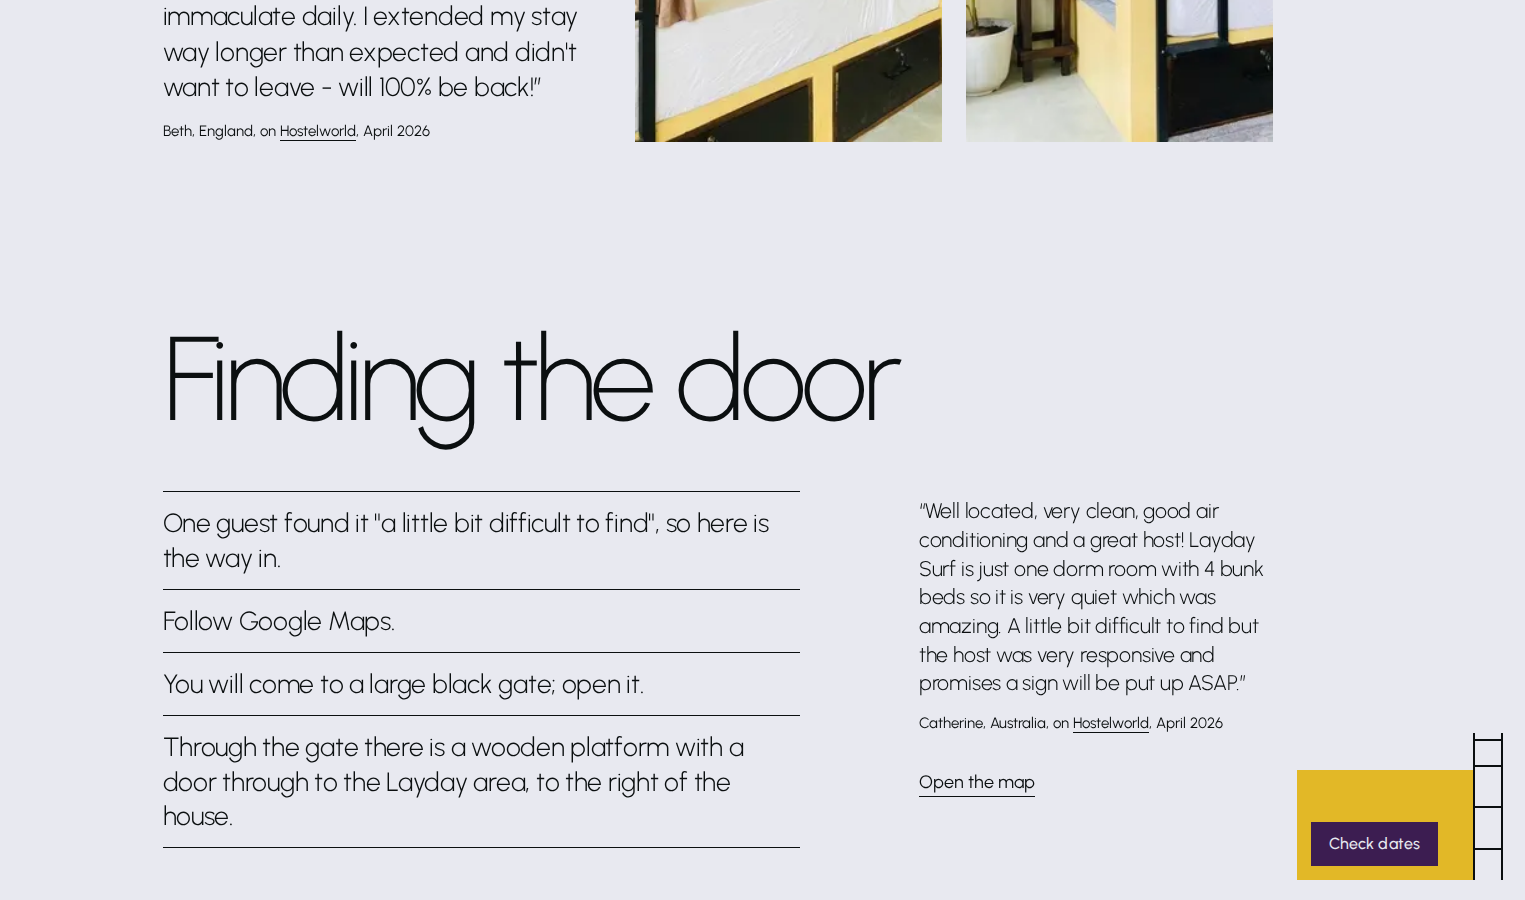 immaculate daily. I extended my stay
way longer than expected and didn't
want to leave - will 100% be back!”
Beth, England, on Hostelworld, April 2026
Finding the door
One guest found it "a little bit difficult to find", so here is
the way in.
Follow Google Maps.
You will come to a large black gate; open it.
Through the gate there is a wooden platform with a
door through to the Layday area, to the right of the
house.
“Well located, very clean, good air
conditioning and a great host! Layday
Surf is just one dorm room with 4 bunk
beds so it is very quiet which was
amazing. A little bit difficult to find but
the host was very responsive and
promises a sign will be put up ASAP.”
Catherine, Australia, on Hostelworld, April 2026
Open the map
Check dates